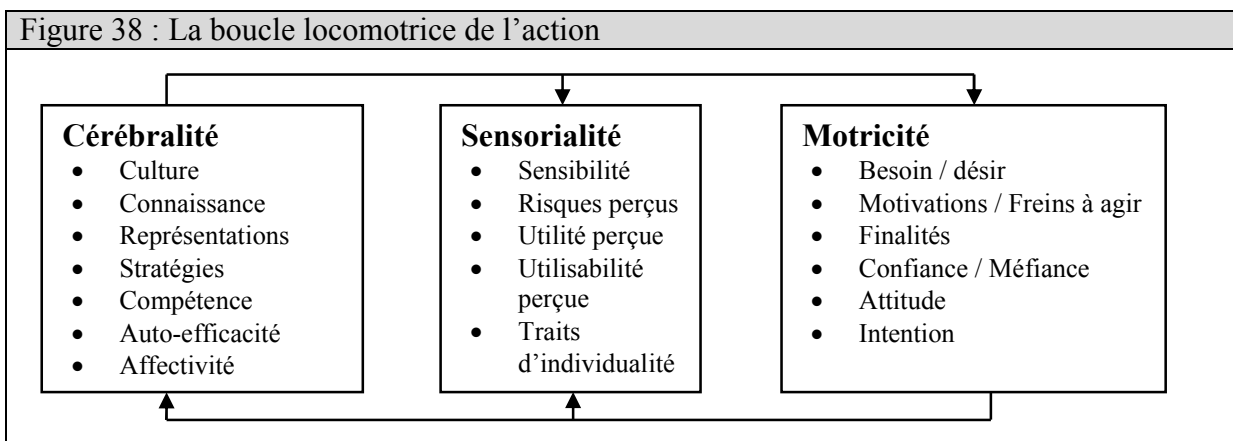 Figure 38 : La boucle locomotrice de l’action
Cérébralité
• Culture
• Connaissance
• Représentations
• Stratégies
• Compétence
• Auto-efficacité
• Affectivité
Sensorialité
• Sensibilité
• Risques perçus
• Utilité perçue
• Utilisabilité
perçue
• Traits
d’individualité
Motricité
• Besoin / désir
• Motivations / Freins à agir
• Finalités
• Confiance / Méfiance
• Attitude
• Intention